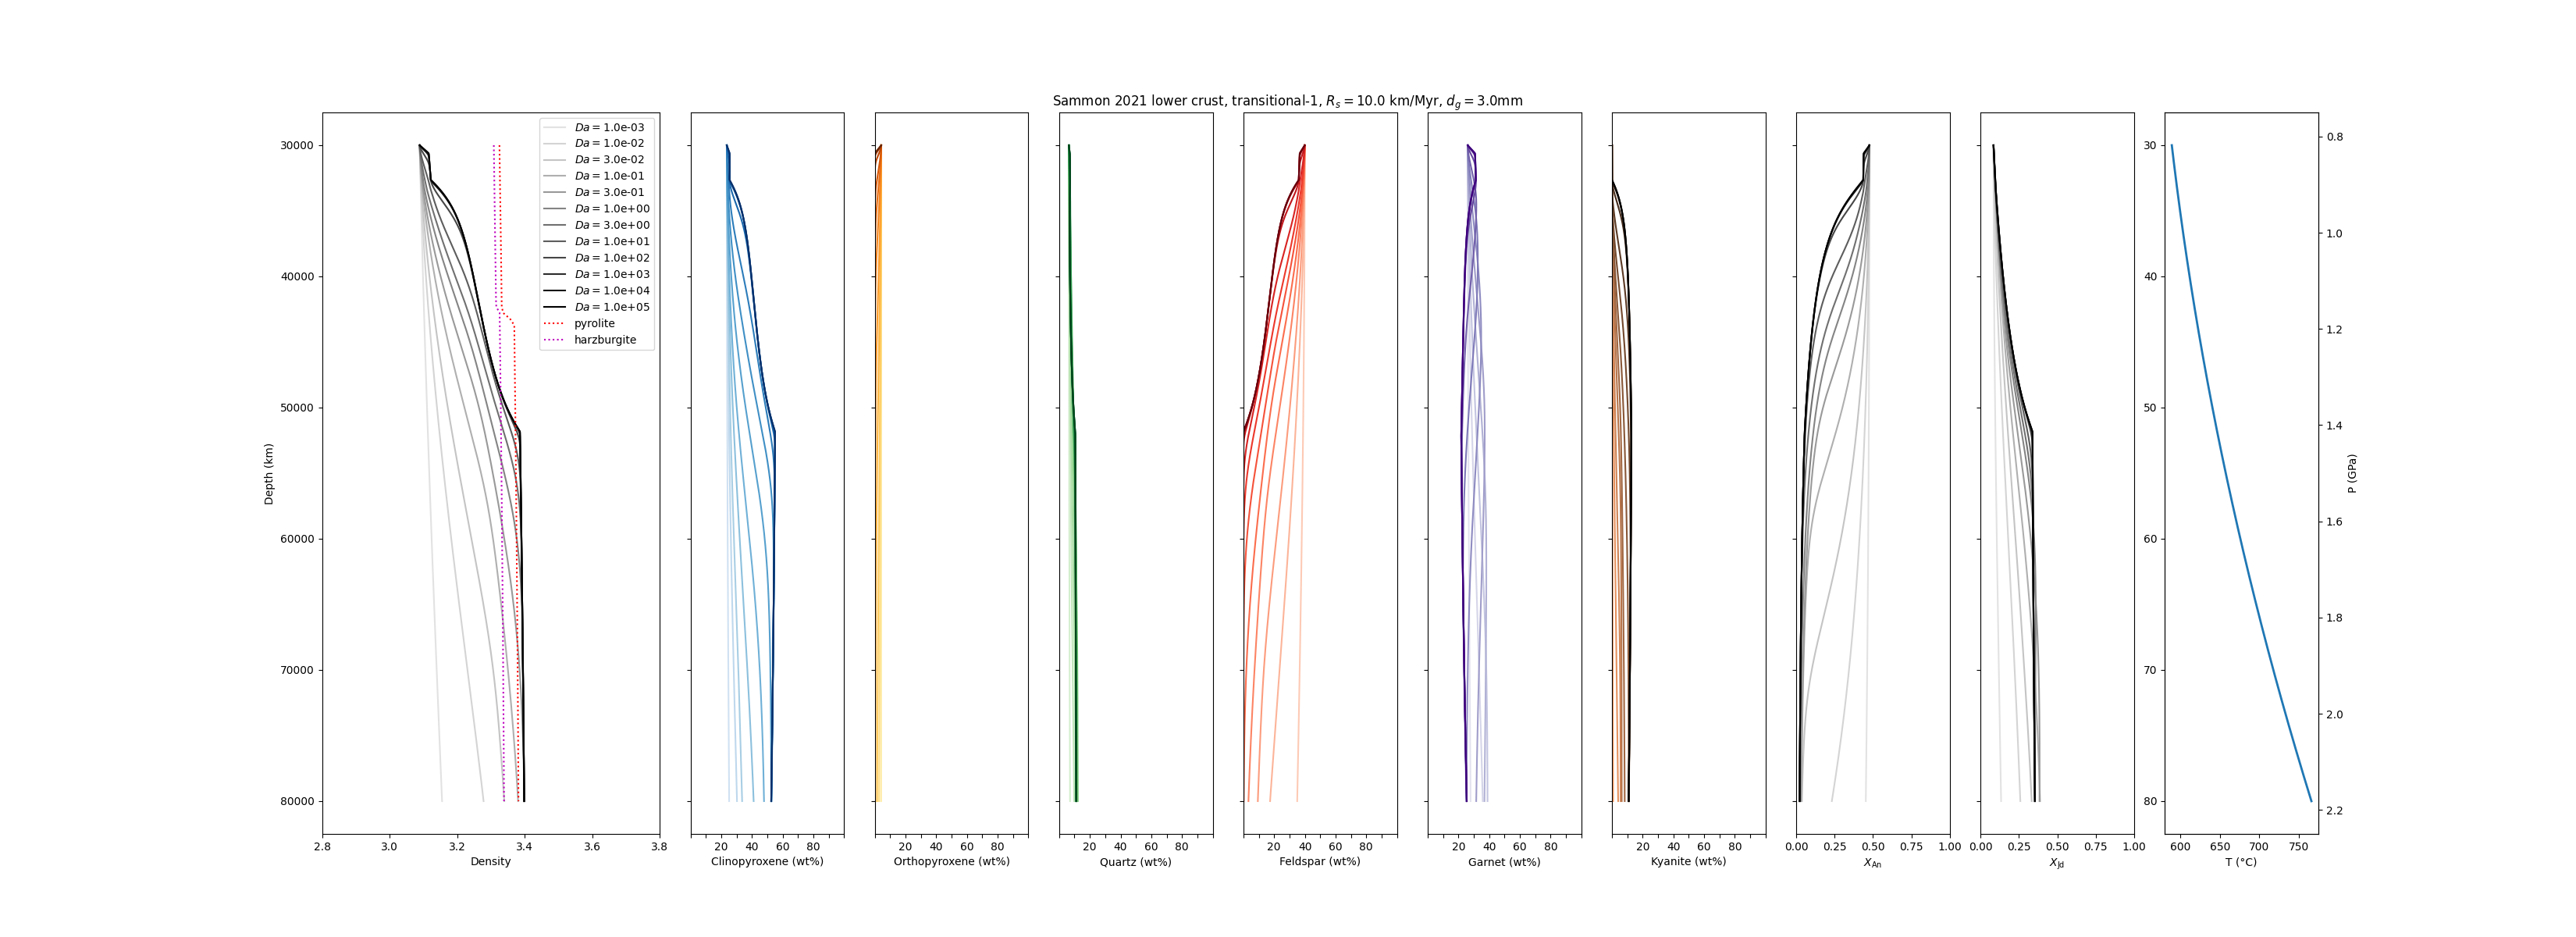 Sammon 2021 lower crust, transitional-1, Rs = 10.0 km/Myr, dg = 3.0mm
Da = 1.0e-03
Da = 1.0e-02
Da = 3.0e-02
Da = 1.0e-01
Da = 3.0e-01
Da = 1.0e+00
Da = 3.0e+00
Da = 1.0e+01
Da = 1.0e+02
Da = 1.0e+03
Da = 1.0e+04
Da = 1.0e+05
pyrolite
harzburgite
Depth (km)
30000
40000
50000
60000
70000
80000
2.8 3.0 3.2 3.4 3.6 3.8
Density
20 40 60 80
Clinopyroxene (wt%)
20 40 60 80
Orthopyroxene (wt%)
20 40 60 80
Quartz (wt%)
20 40 60 80
Feldspar (wt%)
20 40 60 80
Garnet (wt%)
20 40 60 80
Kyanite (wt%)
0.00 0.25 0.50 0.75 1.00
XAn
0.00 0.25 0.50 0.75 1.00
XJd
30
40
50
60
70
80
600 650 700 750
T (°C)
0.8
1.0
1.2
1.4
1.6
1.8
2.0
2.2
P (GPa)